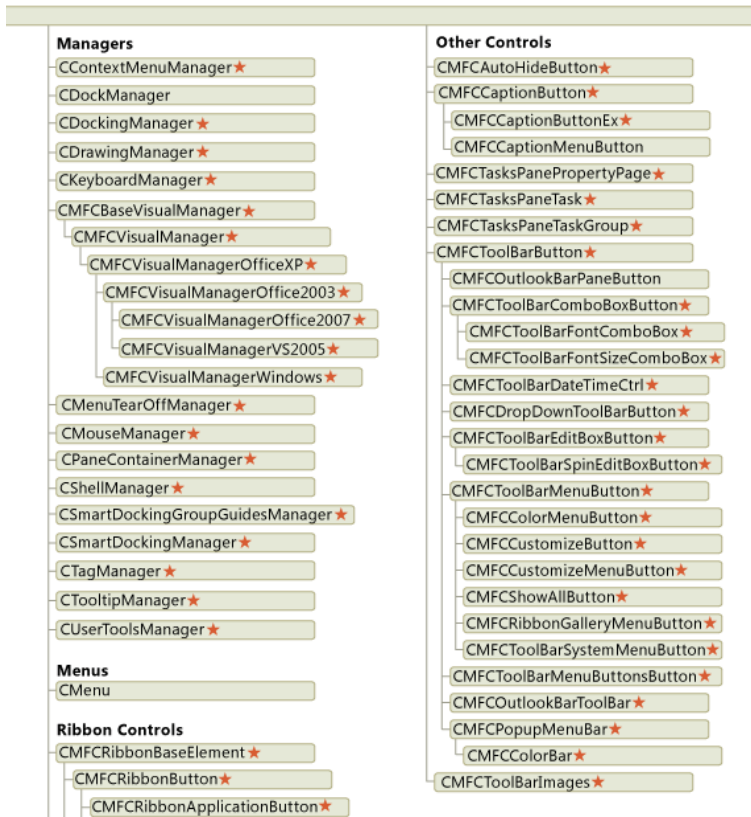 Managers
CContextMenuManager★
CDockManager
CDockingManager★
CDrawingManager★
CKeyboardManager★
CMFCBaseVisualManager★
CMFCVisualManager★
CMFCVisualManagerOfficeXP★
CMFCVisualManagerOffice2003★
CMFCVisualManagerOffice2007★
CMFCVisualManagerVS2005★
CMFCVisualManagerWindows★
CMenuTearOffManager★
CMouseManager★
CPaneContainerManager★
CShellManager★
CSmartDockingGroupGuidesManager★
CSmartDockingManager★
CTagManager★
CTooltipManager★
CUserToolsManager★
Menus
CMenu
Ribbon Controls
CMFCRibbonBaseElement★
CMFCRibbonButton★
CMFCRibbonApplicationButton★
Other Controls
CMFCAutoHideButton★
CMFCCaptionButton★
CMFCCaptionButtonEx★
CMFCCaptionMenuButton
CMFCTasksPanePropertyPage★
CMFCTasksPaneTask★
CMFCTasksPaneTaskGroup★
CMFCToolBarButton★
CMFCOutlookBarPaneButton
CMFCToolBarComboBoxButton★
CMFCToolBarFontComboBox★
CMFCToolBarFontSizeComboBox★
CMFCToolBarDateTimeCtrl★
CMFCDropDownToolBarButton★
CMFCToolBarEditBoxButton★
CMFCToolBarSpinEditBoxButton★
CMFCToolBarMenuButton★
CMFCColorMenuButton★
CMFCCustomizeButton★
CMFCCustomizeMenuButton★
CMFCShowAllButton★
CMFCRibbonGalleryMenuButton★
CMFCToolBarSystemMenuButton★
CMFCToolBarMenuButtonsButton★
CMFCOutlookBarToolBar★
CMFCPopupMenuBar★
CMFCColorBar★
CMFCToolBarImages★